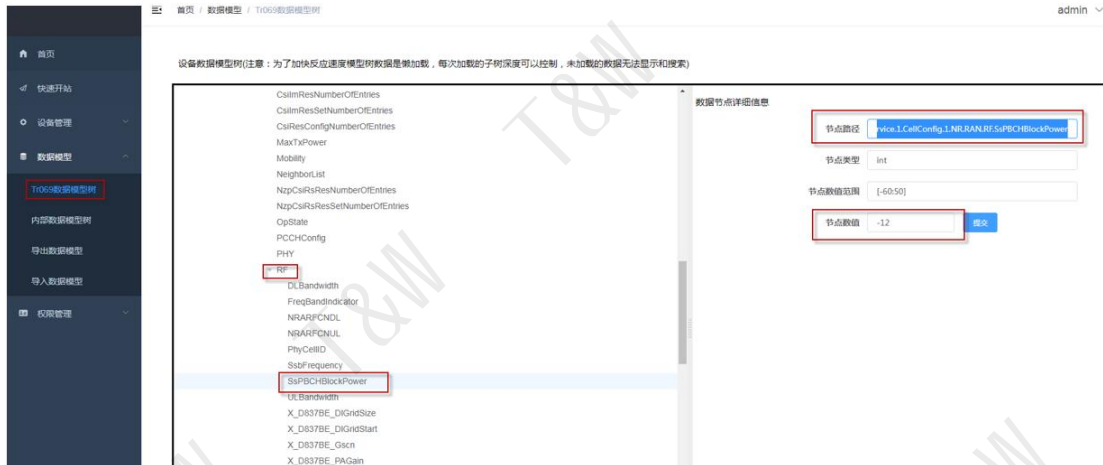 首页 / 数据模型 / Tr069数据模型树
admin
首页
快速开站
设备管理
数据模型
Tr069数据模型树
内部数据模型树
导出数据模型
导入数据模型
权限管理
设备数据模型树(注意：为了加快反应速度模型树数据是懒加载，每次加载的子树深度可以控制，未加载的数据无法显示和搜索)
CsiImResNumberOfEntries
CsiImResSetNumberOfEntries
CsiResConfigNumberOfEntries
MaxTxPower
Mobility
NeighborList
NzpCsiRsResNumberOfEntries
NzpCsiRsResSetNumberOfEntries
OpState
PCCHConfig
PHY
RF
DLBandwidth
FreqBandIndicator
NRARFCNDL
NRARFCNUL
PhyCellID
SsbFrequency
SsPBCHBlockPower
ULBandwidth
X_D837BE_DlGridSize
X_D837BE_DlGridStart
X_D837BE_Gscn
X_D837BE_PAGain
数据节点详细信息
节点路径 rvice.1.CellConfig.1.NR.RAN.RF.SsPBCHBlockPower
节点类型 int
节点数值范围 [-60:50]
节点数值 -12 提交
T&W
T&W